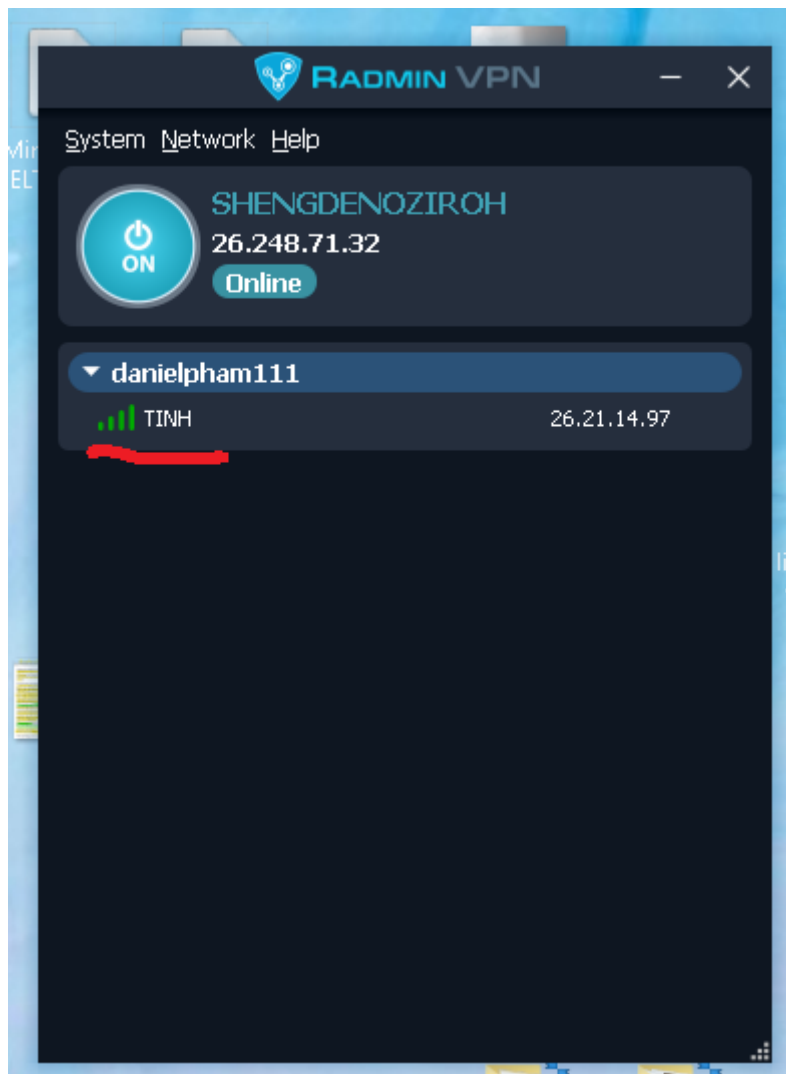 RADMIN VPN
System Network Help
SHENGDENOZIROH
26.248.71.32
ON
Online
danielpham111
TINH 26.21.14.97